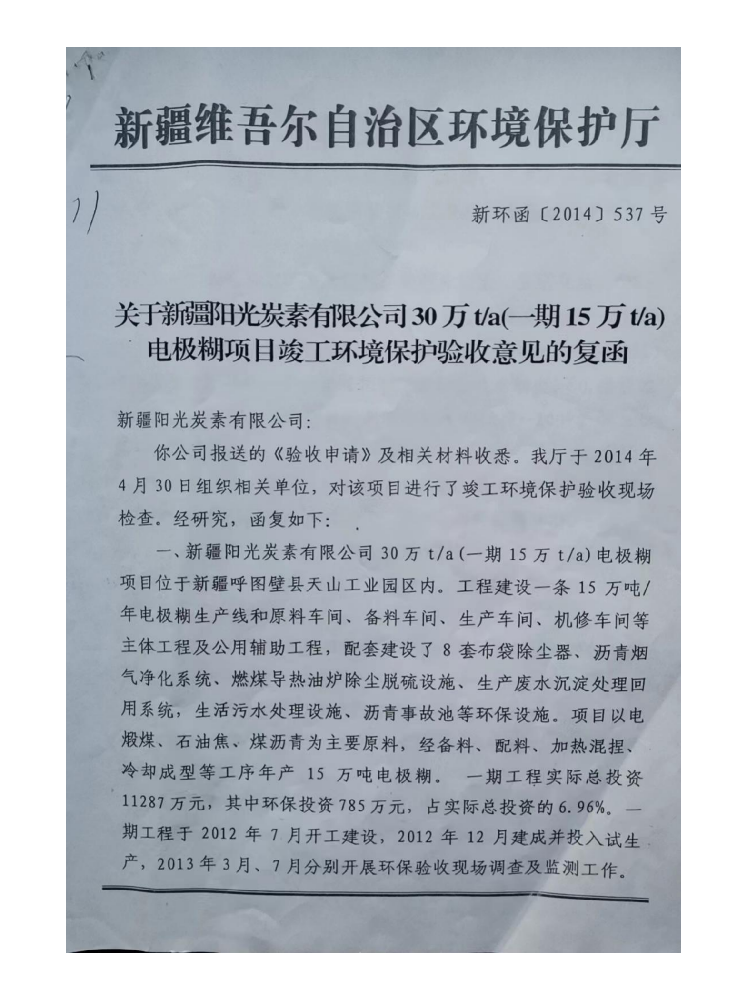 新疆维吾尔自治区环境保护厅
新环函〔2014〕537号
关于新疆阳光炭素有限公司30万t/a(一期15万t/a)
电极糊项目竣工环境保护验收意见的复函
新疆阳光炭素有限公司:
你公司报送的《验收申请》及相关材料收悉。我厅于2014年
4月30日组织相关单位，对该项目进行了竣工环境保护验收现场
检查。经研究，函复如下:
一、新疆阳光炭素有限公司30万t/a(一期15万t/a)电极糊
项目位于新疆呼图壁县天山工业园区内。工程建设一条15万吨/
年电极糊生产线和原料车间、备料车间、生产车间、机修车间等
主体工程及公用辅助工程，配套建设了8套布袋除尘器、沥青烟
气净化系统、燃煤导热油炉除尘脱硫设施、生产废水沉淀处理回
用系统，生活污水处理设施、沥青事故池等环保设施。项目以电
煅煤、石油焦、煤沥青为主要原料，经备料、配料、加热混捏、
冷却成型等工序年产15万吨电极糊。一期工程实际总投资
11287万元，其中环保投资785万元，占实际总投资的6.96%。一
期工程于2012年7月开工建设，2012年12月建成并投入试生
产，2013年3月、7月分别开展环保验收现场调查及监测工作。